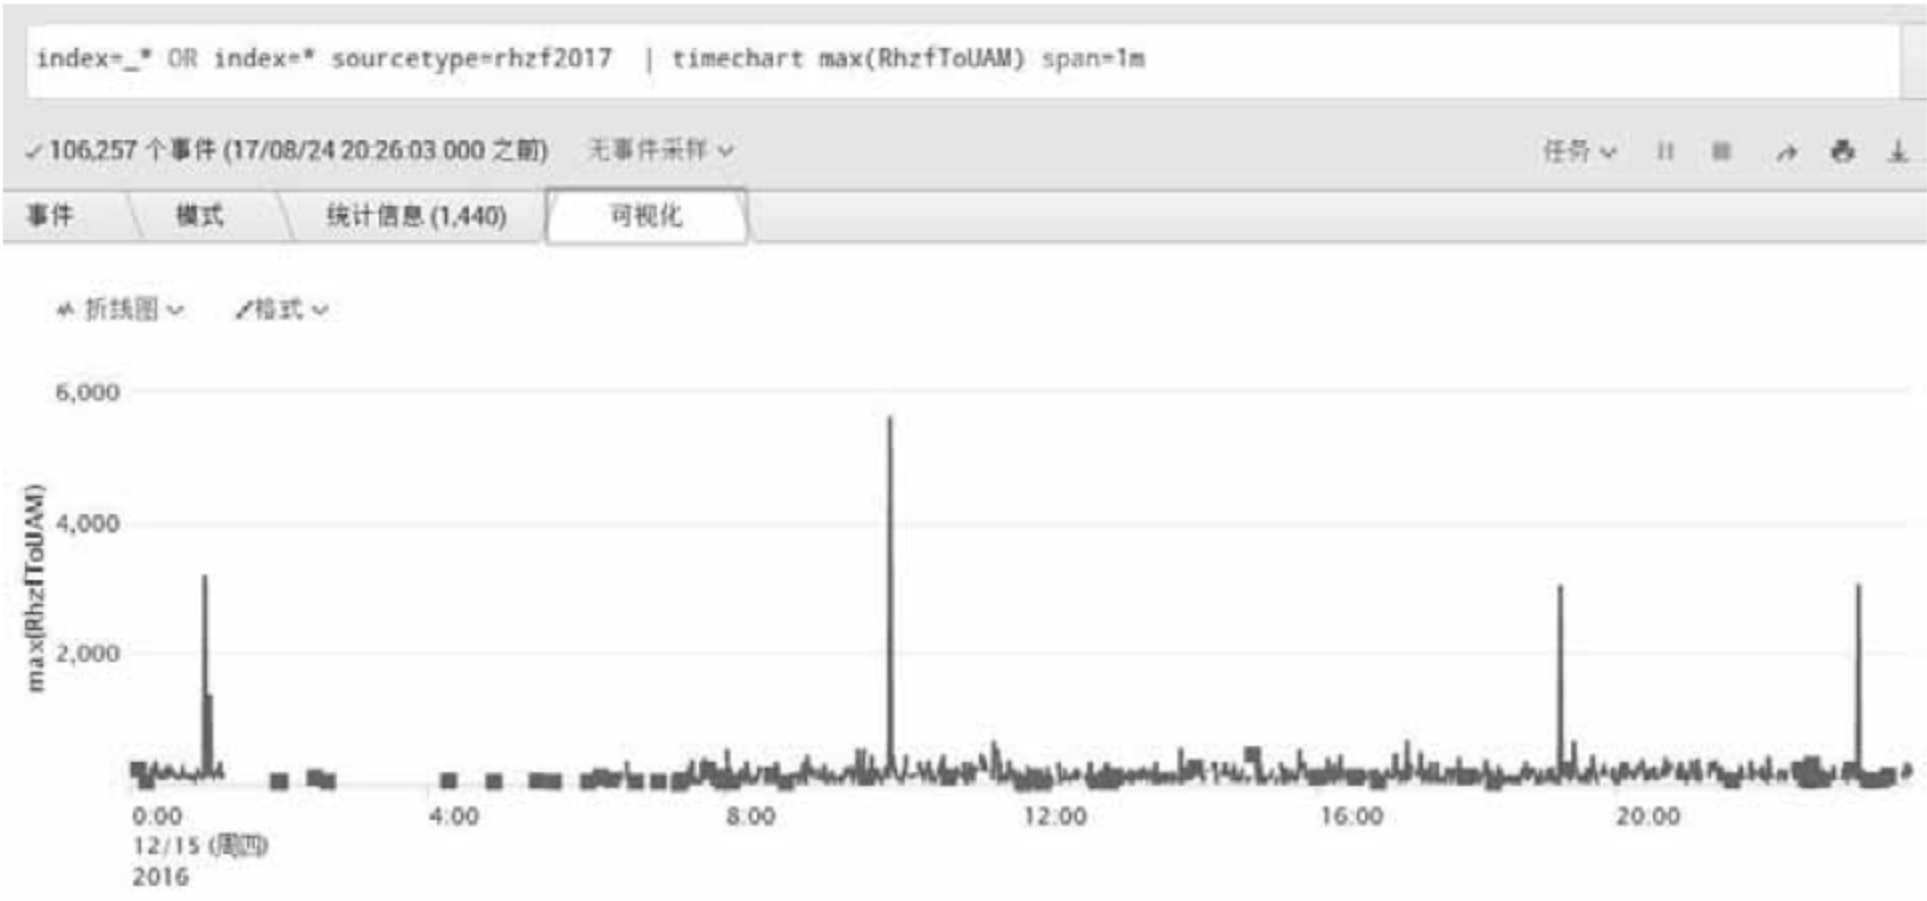 index=_* OR index=* sourcetype=rhzf2017 | timechart max(RhzfToUAM) span=1m
106,257 个事件 (17/08/24 20:26:03.000 之前) 无事件采样 任务
事件 模式 统计信息 (1,440) 可视化
折线图 格式
6,000
4,000
2,000
max(RhzfToUAM)
0:00 4:00 8:00 12:00 16:00 20:00
12/15 (周四)
2016